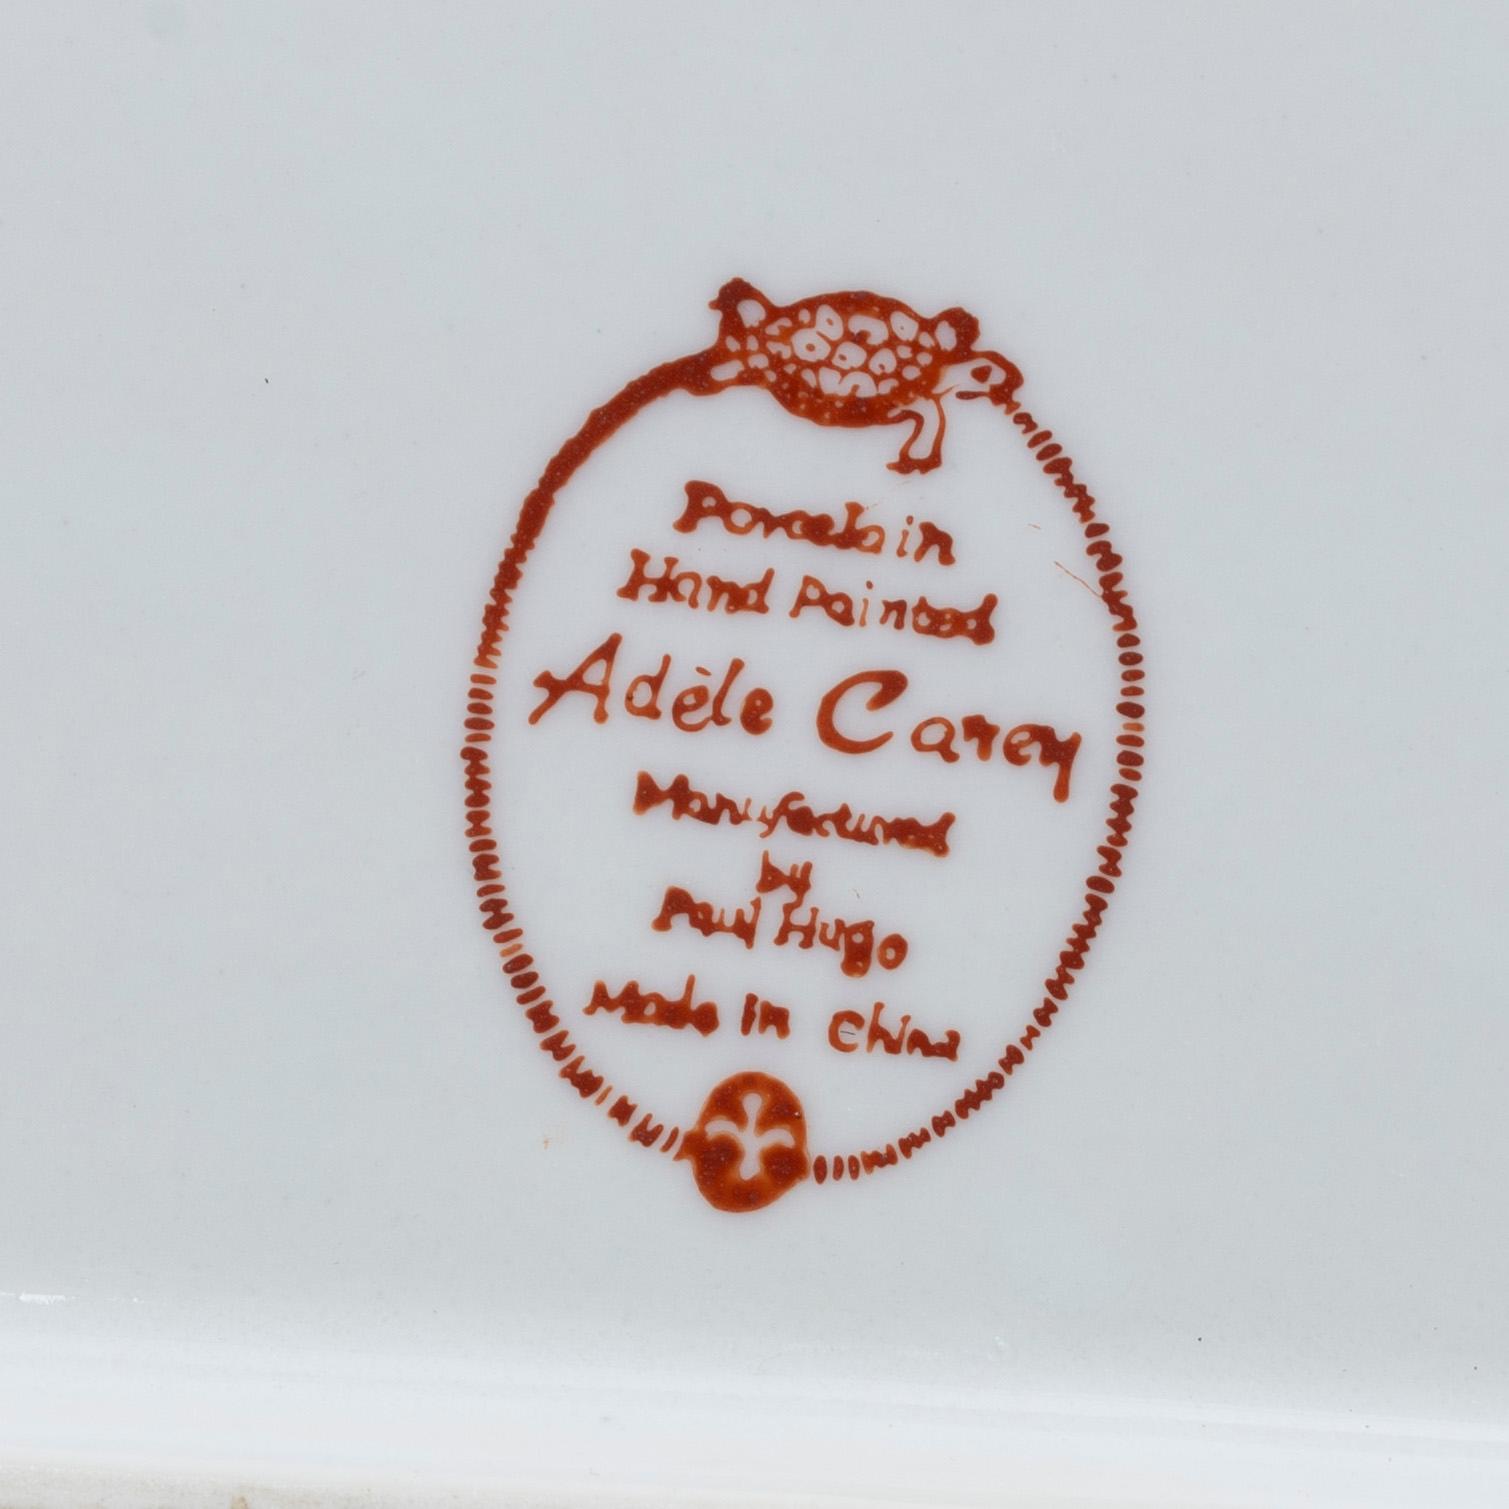 Porcelain
Hand Painted
Adèle Carey
Manufactured
by
Paul Hugo
Made in China